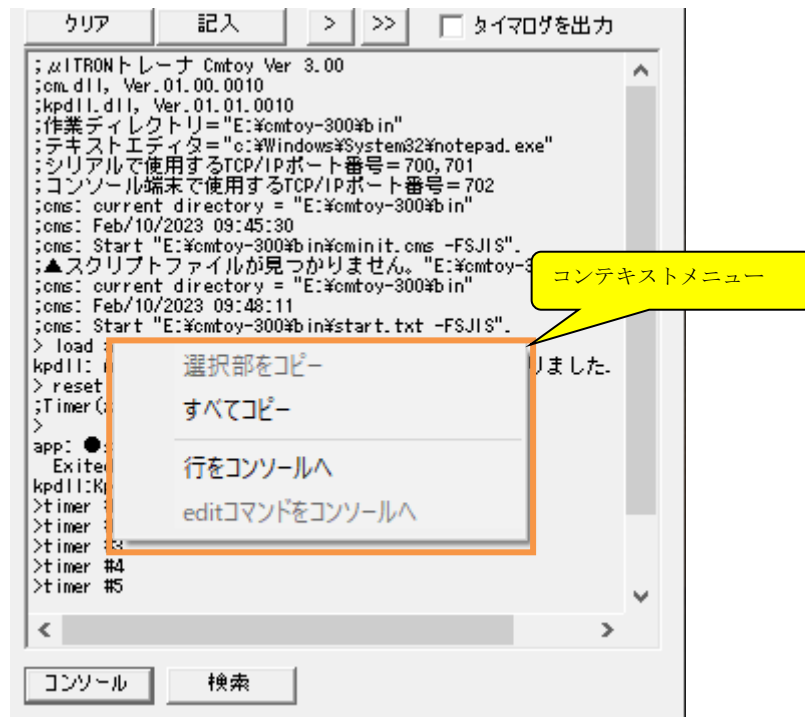 クリア 記入 > >> タイマログを出力
;μITRONトレーナ Cmtoy Ver 3.00
;cm.dll, Ver.01.00.0010
;kpdll.dll, Ver.01.01.0010
;作業ディレクトリ="E:¥cmtoy-300¥bin"
;テキストエディタ="c:¥Windows¥System32¥notepad.exe"
;シリアルで使用するTCP/IPポート番号=700,701
;コンソール端末で使用するTCP/IPポート番号=702
;cms: current directory = "E:¥cmtoy-300¥bin"
;cms: Feb/10/2023 09:45:30
;cms: Start "E:¥cmtoy-300¥bin¥cminit.cms -FSJIS".
;▲スクリプトファイルが見つかりません。"E:¥cmtoy-3
コンテキストメニュー
;cms: current directory = "E:¥cmtoy-300¥bin"
;cms: Feb/10/2023 09:48:11
;cms: Start "E:¥cmtoy-300¥bin¥start.txt -FSJIS".
> load
選択部をコピー
kpdll: りました.
> reset
;Timer(
すべてコピー
>
app: ●
Exited
行をコンソールへ
kpdll:Kp
>timer
editコマンドをコンソールへ
>timer
>timer #3
>timer #4
>timer #5
< >
コンソール 検索